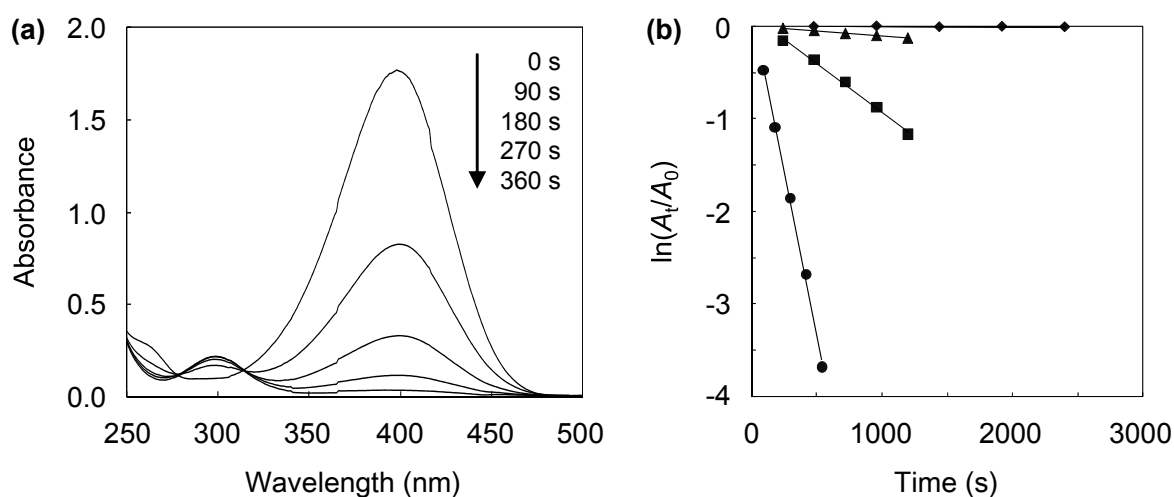 (a)
2.0
1.5
1.0
0.5
0.0
Absorbance
0 s
90 s
180 s
270 s
360 s
250
300
350
400
450
500
Wavelength (nm)
(b)
0
-1
-2
-3
-4
ln(At/A0)
0
1000
2000
3000
Time (s)